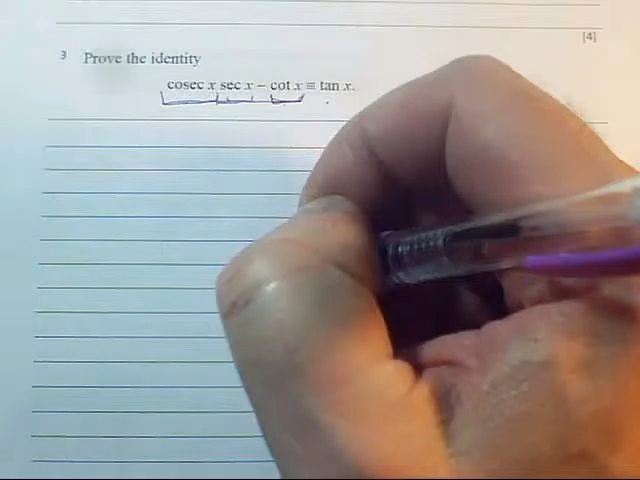 [4]
3 Prove the identity
cosec x sec x − cot x ≡ tan x.